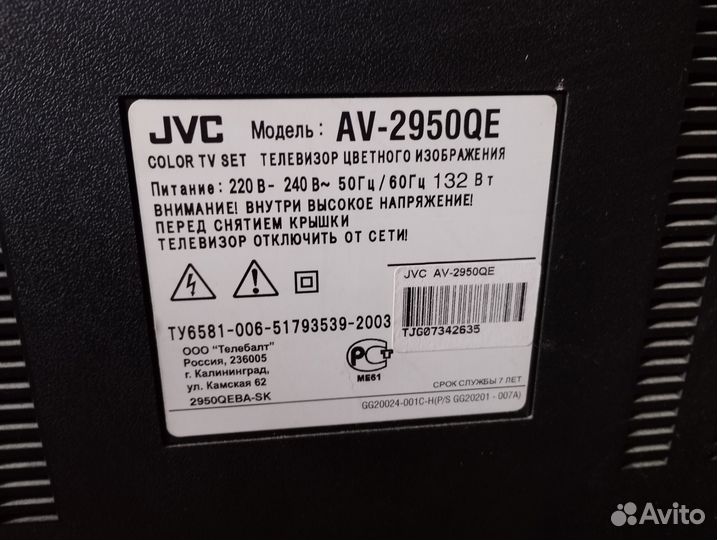 JVC Модель: AV-2950QE
COLOR TV SET ТЕЛЕВИЗОР ЦВЕТНОГО ИЗОБРАЖЕНИЯ
Питание: 220 В- 240 В~ 50Гц/60Гц 132 Вт
ВНИМАНИЕ! ВНУТРИ ВЫСОКОЕ НАПРЯЖЕНИЕ!
ПЕРЕД СНЯТИЕМ КРЫШКИ
ТЕЛЕВИЗОР ОТКЛЮЧИТЬ ОТ СЕТИ!
JVC AV-2950QE
TJG07342635
ТУ6581-006-51793539-2003
ООО "Телебалт"
Россия, 236005
г. Калининград,
ул. Камская 62
2950QEBA-SK
РСТ
МЕ61
СРОК СЛУЖБЫ 7 ЛЕТ
GG20024-001C-H(P/S GG20201 - 007A)
Avito